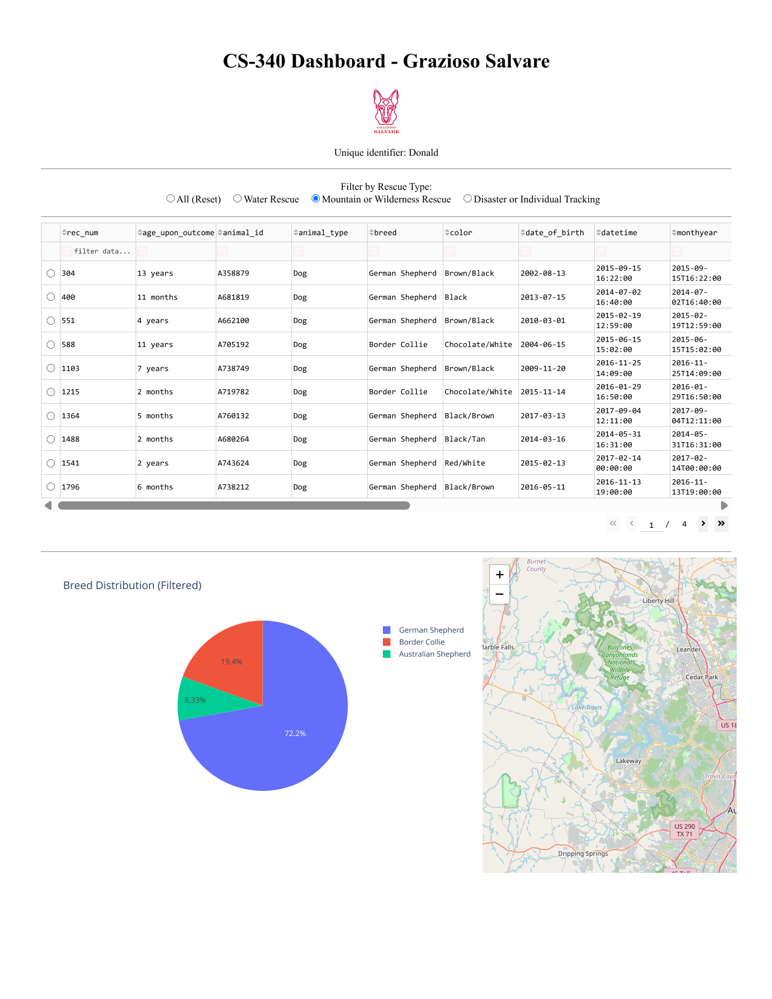 CS-340 Dashboard - Grazioso Salvare
GRAZIOSO
SALVARE
Unique identifier: Donald
Filter by Rescue Type:
All (Reset) Water Rescue Mountain or Wilderness Rescue Disaster or Individual Tracking
rec_num age_upon_outcome animal_id animal_type breed color date_of_birth datetime monthyear
Aa filter data... Aa Aa Aa Aa Aa Aa Aa Aa
304 13 years A358879 Dog German Shepherd Brown/Black 2002-08-13 2015-09-15 16:22:00 2015-09-15T16:22:00
400 11 months A681819 Dog German Shepherd Black 2013-07-15 2014-07-02 16:40:00 2014-07-02T16:40:00
551 4 years A662100 Dog German Shepherd Brown/Black 2010-03-01 2015-02-19 12:59:00 2015-02-19T12:59:00
588 11 years A705192 Dog Border Collie Chocolate/White 2004-06-15 2015-06-15 15:02:00 2015-06-15T15:02:00
1103 7 years A738749 Dog German Shepherd Brown/Black 2009-11-20 2016-11-25 14:09:00 2016-11-25T14:09:00
1215 2 months A719782 Dog Border Collie Chocolate/White 2015-11-14 2016-01-29 16:50:00 2016-01-29T16:50:00
1364 5 months A760132 Dog German Shepherd Black/Brown 2017-03-13 2017-09-04 12:11:00 2017-09-04T12:11:00
1488 2 months A680264 Dog German Shepherd Black/Tan 2014-03-16 2014-05-31 16:31:00 2014-05-31T16:31:00
1541 2 years A743624 Dog German Shepherd Red/White 2015-02-13 2017-02-14 00:00:00 2017-02-14T00:00:00
1796 6 months A738212 Dog German Shepherd Black/Brown 2016-05-11 2016-11-13 19:00:00 2016-11-13T19:00:00
1 / 4
Breed Distribution (Filtered)
German Shepherd
Border Collie
Australian Shepherd
19.4%
8.33%
72.2%
+
−
Burnet
County
Liberty Hill
Marble Falls
Balcones
Canyonlands
National
Wildlife
Refuge
Leander
Cedar Park
Lake Travis
US 18
Lakeway
Travis Coun
Au
US 290
TX 71
Dripping Springs